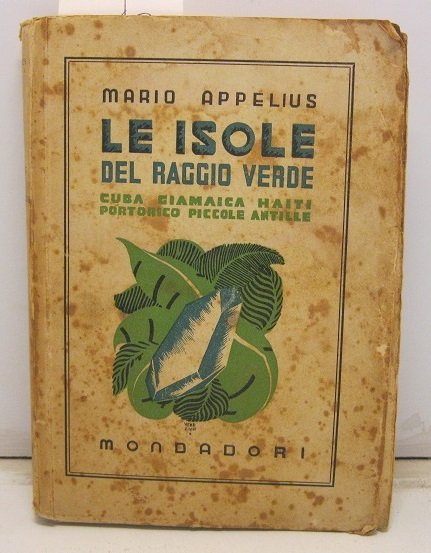 MARIO APPELIUS
LE ISOLE
DEL RAGGIO VERDE
CUBA GIAMAICA HAITI
PORTORICO PICCOLE ANTILLE
MONDADORI